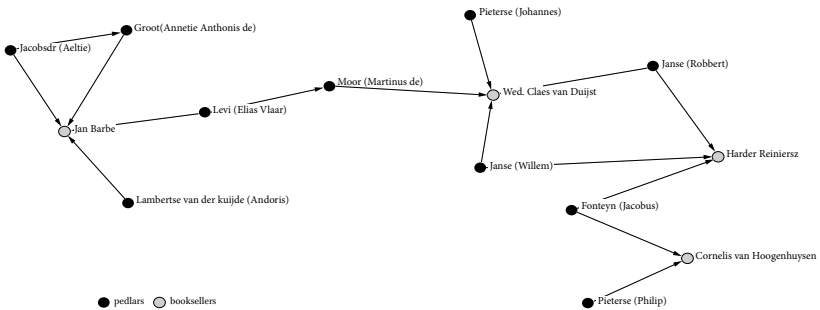 Pieterse (Johannes)
Groot(Annetie Anthonis de)
Jacobsdr (Aeltie)
Janse (Robbert)
Moor (Martinus de)
Wed. Claes van Duijst
Levi (Elias Vlaar)
Jan Barbe
Harder Reiniersz
Janse (Willem)
Lambertse van der kuijde (Andoris)
Fonteyn (Jacobus)
Cornelis van Hoogenhuysen
pedlars booksellers
Pieterse (Philip)